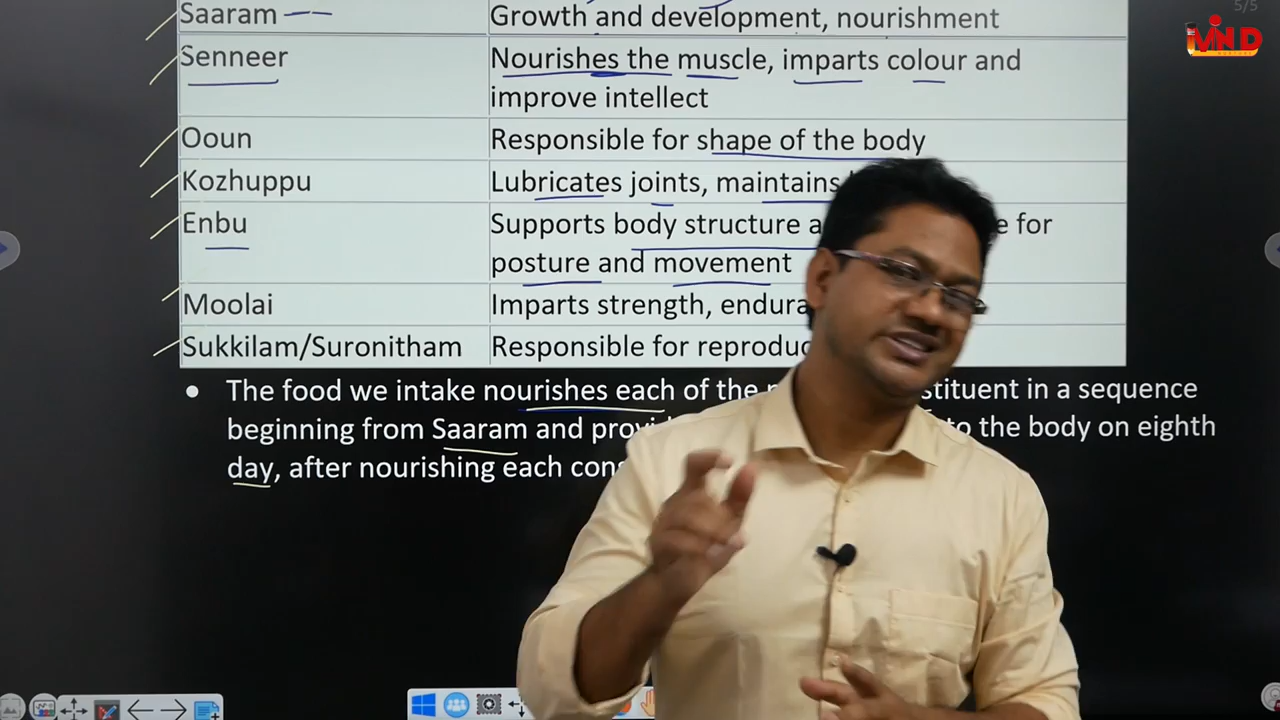 5/5
Saaram
Growth and development, nourishment
Senneer
Nourishes the muscle, imparts colour and
improve intellect
Ooun
Responsible for shape of the body
Kozhuppu
Lubricates joints, maintains
Enbu
Supports body structure a e for
posture and movement
Moolai
Imparts strength, endura
Sukkilam/Suronitham
Responsible for reproduc
The food we intake nourishes each of the stituent in a sequence
beginning from Saaram and provi to the body on eighth
day, after nourishing each cons
MIND